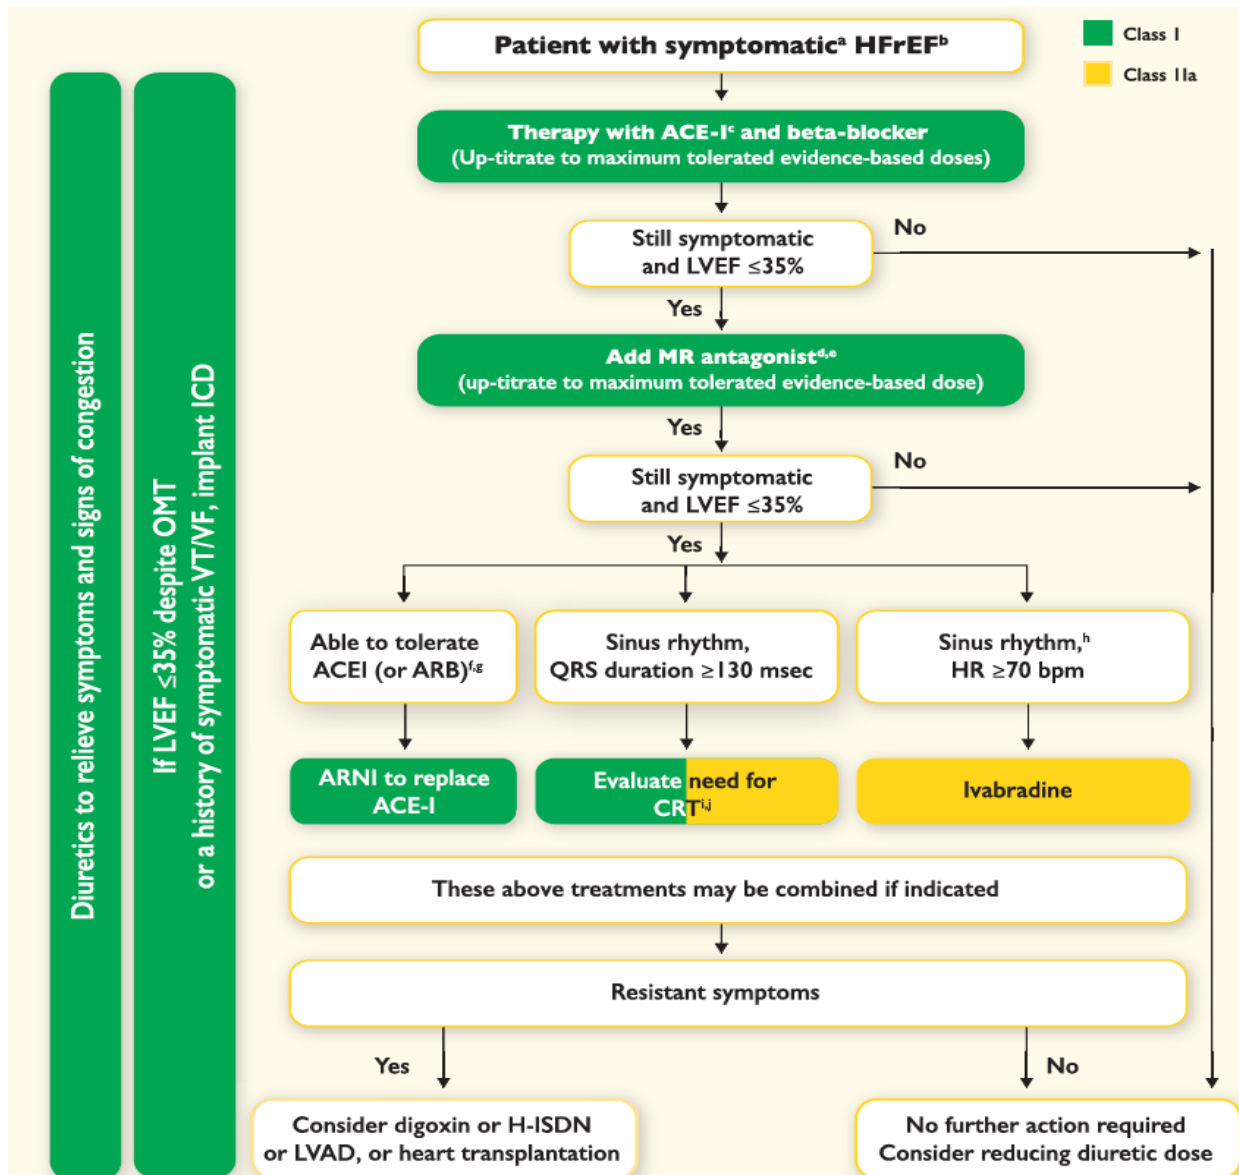 Patient with symptomaticᵃ HFrEFᵇ
Class I
Class IIa
Diuretics to relieve symptoms and signs of congestion
If LVEF ≤35% despite OMT
or a history of symptomatic VT/VF, implant ICD
Therapy with ACE-Iᶜ and beta-blocker
(Up-titrate to maximum tolerated evidence-based doses)
Still symptomatic
and LVEF ≤35%
No
Yes
Add MR antagonistᵈ,ᵉ
(up-titrate to maximum tolerated evidence-based dose)
Yes
Still symptomatic
and LVEF ≤35%
No
Yes
Able to tolerate
ACEI (or ARB)ᶠ,ᵍ
Sinus rhythm,
QRS duration ≥130 msec
Sinus rhythm,ʰ
HR ≥70 bpm
ARNI to replace
ACE-I
Evaluate need for
CRTⁱ,ʲ
Ivabradine
These above treatments may be combined if indicated
Resistant symptoms
Yes
No
Consider digoxin or H-ISDN
or LVAD, or heart transplantation
No further action required
Consider reducing diuretic dose